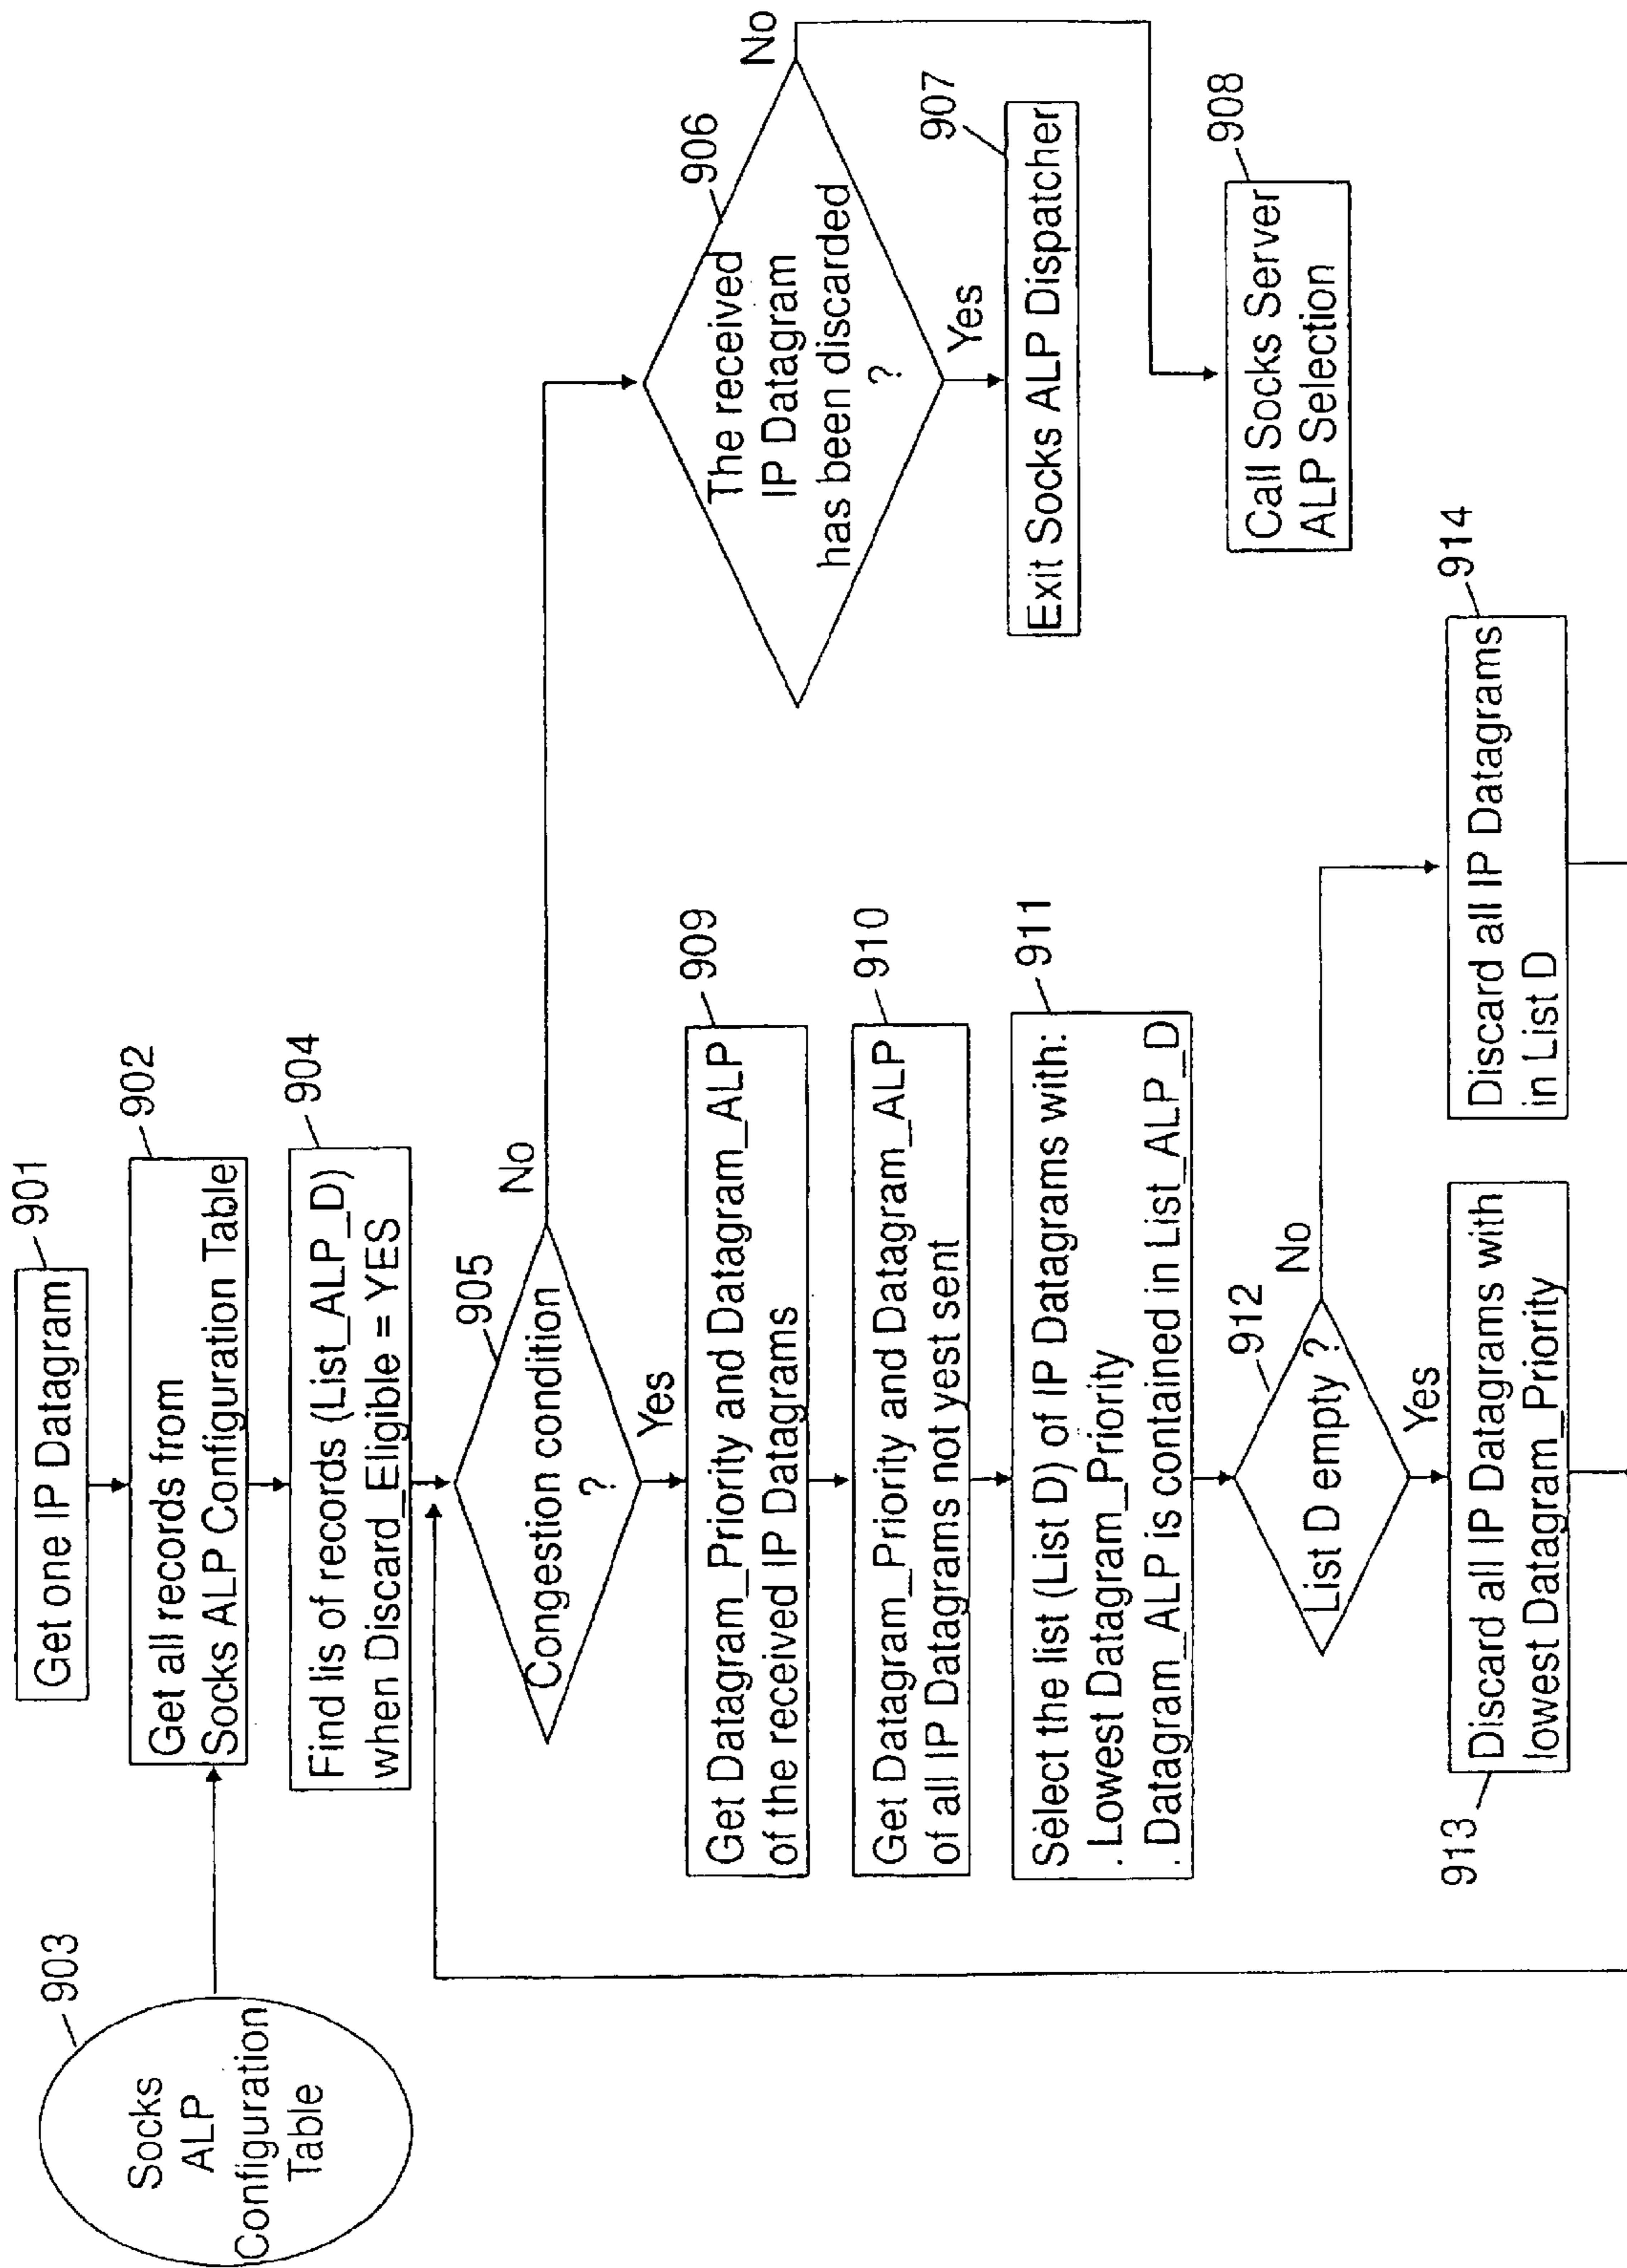 901
Get one IP Datagram
902
Get all records from
Socks ALP Configuration Table
903
Socks
ALP
Configuration
Table
904
Find lis of records (List_ALP_D)
when Discard_Eligible = YES
905
Congestion condition
?
No
Yes
906
The received
IP Datagram
has been discarded
?
No
Yes
907
Exit Socks ALP Dispatcher
908
Call Socks Server
ALP Selection
909
Get Datagram_Priority and Datagram_ALP
of the received IP Datagrams
910
Get Datagram_Priority and Datagram_ALP
of all IP Datagrams not yest sent
911
Select the list (List D) of IP Datagrams with:
. Lowest Datagram_Priority
. Datagram_ALP is contained in List_ALP_D
912
List D empty ?
No
Yes
913
Discard all IP Datagrams with
lowest Datagram_Priority
914
Discard all IP Datagrams
in List D